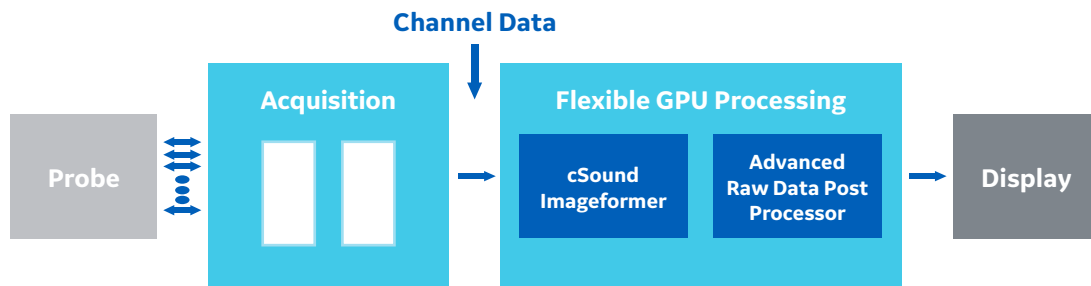 Channel Data
Acquisition
Flexible GPU Processing
Probe
cSound
Imageformer
Advanced
Raw Data Post
Processor
Display